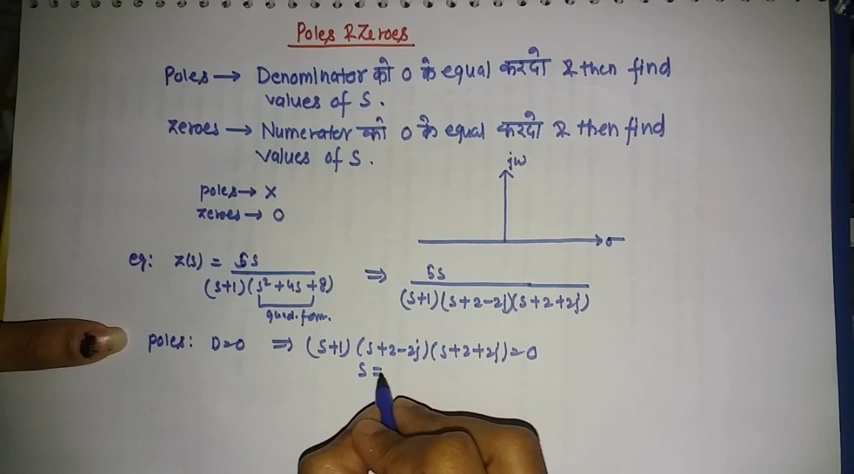 Poles & Zeroes
Poles → Denominator को 0 के equal करदो & then find
values of S.
Zeroes → Numerator को 0 के equal करदो & then find
values of S.
poles → X
zeroes → O
jw
σ
eg: Z(s) = 5s / (s+1)(s²+4s+8) ⇒ 5s / (s+1)(s+2-2j)(s+2+2j)
quad. form.
poles: D=0 ⇒ (s+1)(s+2-2j)(s+2+2j)=0
s =